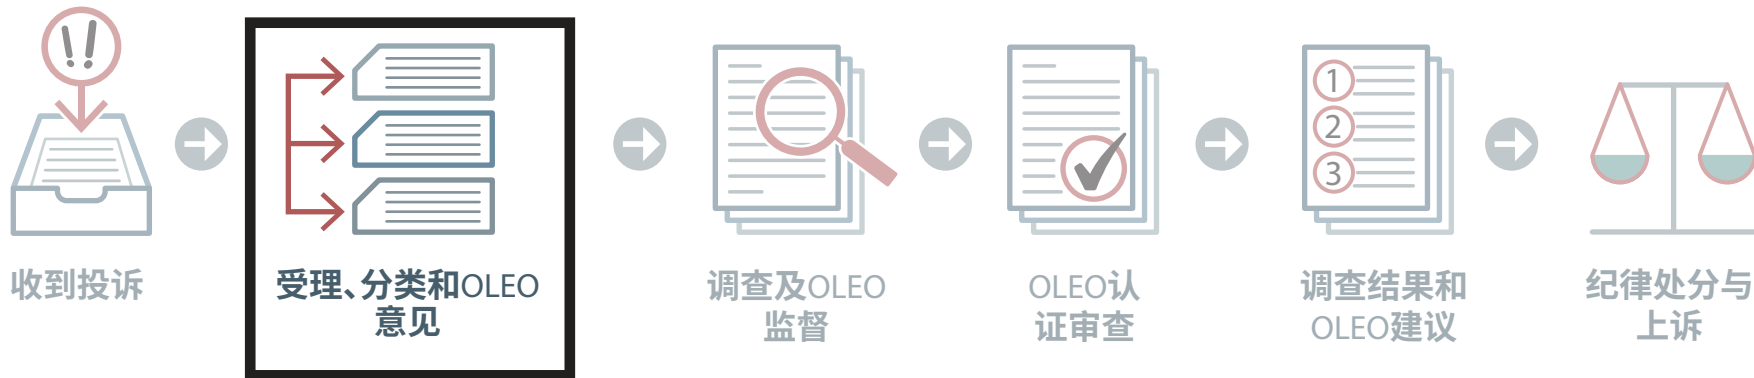 !!
收到投诉
受理、分类和OLEO
意见
调查及OLEO
监督
OLEO认
证审查
1
2
3
调查结果和
OLEO建议
纪律处分与
上诉